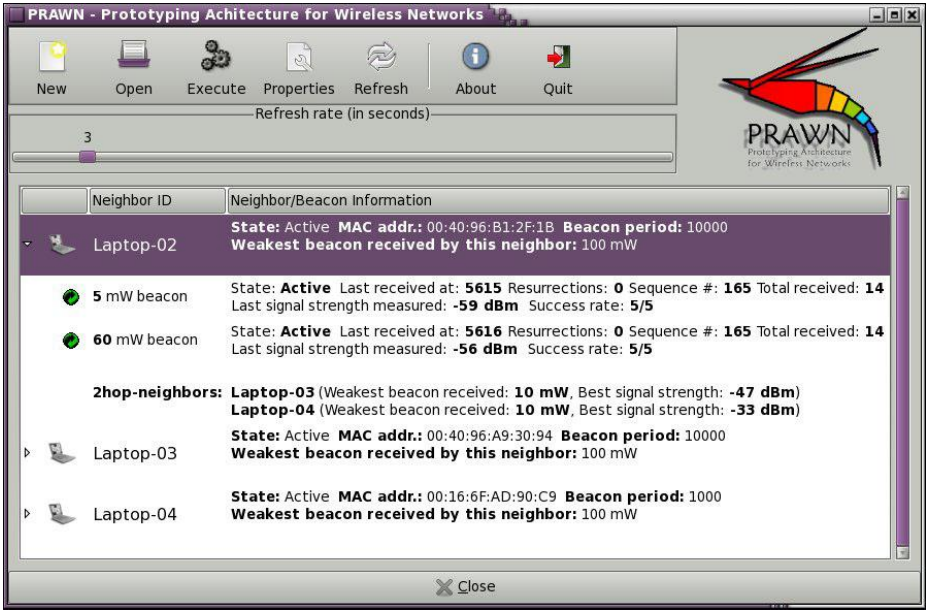 PRAWN - Prototyping Achitecture for Wireless Networks
New Open Execute Properties Refresh About Quit
Refresh rate (in seconds)
3
PRAWN
Prototyping Architecture
for Wireless Networks
Neighbor ID Neighbor/Beacon Information
Laptop-02
State: Active MAC addr.: 00:40:96:B1:2F:1B Beacon period: 10000
Weakest beacon received by this neighbor: 100 mW
5 mW beacon
State: Active Last received at: 5615 Resurrections: 0 Sequence #: 165 Total received: 14
Last signal strength measured: -59 dBm Success rate: 5/5
60 mW beacon
State: Active Last received at: 5616 Resurrections: 0 Sequence #: 165 Total received: 14
Last signal strength measured: -56 dBm Success rate: 5/5
2hop-neighbors: Laptop-03 (Weakest beacon received: 10 mW, Best signal strength: -47 dBm)
Laptop-04 (Weakest beacon received: 10 mW, Best signal strength: -33 dBm)
Laptop-03
State: Active MAC addr.: 00:40:96:A9:30:94 Beacon period: 10000
Weakest beacon received by this neighbor: 100 mW
Laptop-04
State: Active MAC addr.: 00:16:6F:AD:90:C9 Beacon period: 1000
Weakest beacon received by this neighbor: 100 mW
Close